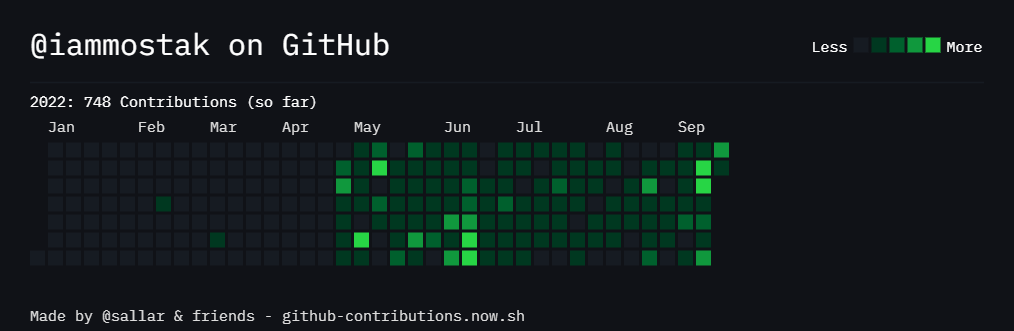 @iammostak on GitHub
Less More
2022: 748 Contributions (so far)
Jan Feb Mar Apr May Jun Jul Aug Sep
Made by @sallar & friends - github-contributions.now.sh